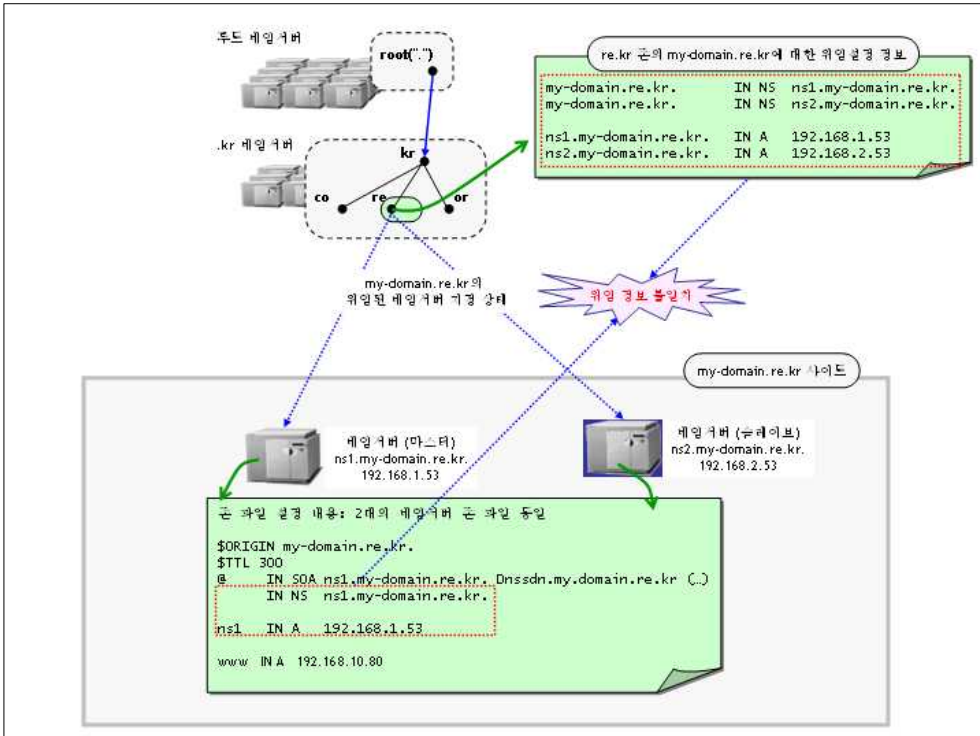 루트 네임서버
root(".")
.kr 네임서버
kr
co
re
or
re.kr 존의 my-domain.re.kr에 대한 위임설정 정보
my-domain.re.kr. IN NS ns1.my-domain.re.kr.
my-domain.re.kr. IN NS ns2.my-domain.re.kr.
ns1.my-domain.re.kr. IN A 192.168.1.53
ns2.my-domain.re.kr. IN A 192.168.2.53
my-domain.re.kr의
위임된 네임서버 지정 상태
위임 정보 불일치
my-domain.re.kr 사이트
네임서버 (마스터)
ns1.my-domain.re.kr.
192.168.1.53
네임서버 (슬레이브)
ns2.my-domain.re.kr.
192.168.2.53
존 파일 설정 내용: 2대의 네임서버 존 파일 동일
$ORIGIN my-domain.re.kr.
$TTL 300
@ IN SOA ns1.my-domain.re.kr. Dnssdn.my.domain.re.kr (…)
IN NS ns1.my-domain.re.kr.
ns1 IN A 192.168.1.53
www IN A 192.168.10.80